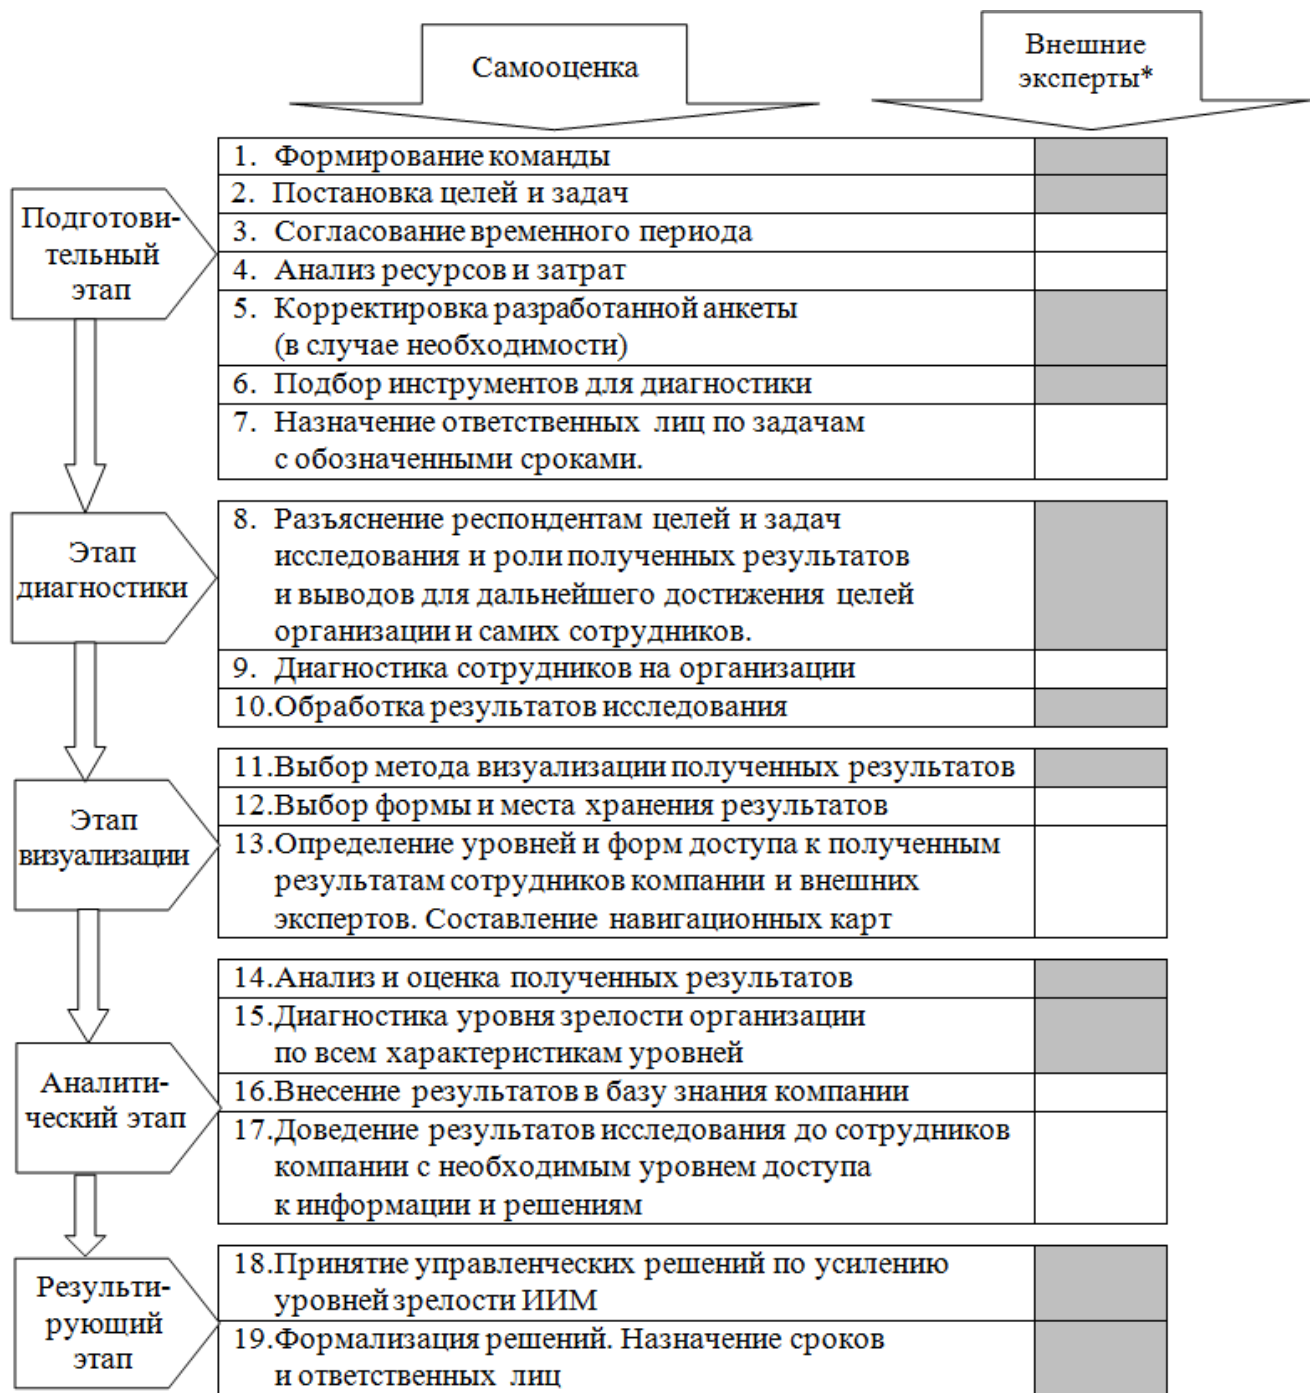 Самооценка
Внешние
эксперты*
Подготови-
тельный
этап
1. Формирование команды
2. Постановка целей и задач
3. Согласование временного периода
4. Анализ ресурсов и затрат
5. Корректировка разработанной анкеты
(в случае необходимости)
6. Подбор инструментов для диагностики
7. Назначение ответственных лиц по задачам
с обозначенными сроками.
Этап
диагностики
8. Разъяснение респондентам целей и задач
исследования и роли полученных результатов
и выводов для дальнейшего достижения целей
организации и самих сотрудников.
9. Диагностика сотрудников на организации
10.Обработка результатов исследования
Этап
визуализации
11.Выбор метода визуализации полученных результатов
12.Выбор формы и места хранения результатов
13.Определение уровней и форм доступа к полученным
результатам сотрудников компании и внешних
экспертов. Составление навигационных карт
Аналити-
ческий этап
14.Анализ и оценка полученных результатов
15.Диагностика уровня зрелости организации
по всем характеристикам уровней
16.Внесение результатов в базу знания компании
17.Доведение результатов исследования до сотрудников
компании с необходимым уровнем доступа
к информации и решениям
Результи-
рующий
этап
18.Принятие управленческих решений по усилению
уровней зрелости ИИМ
19.Формализация решений. Назначение сроков
и ответственных лиц